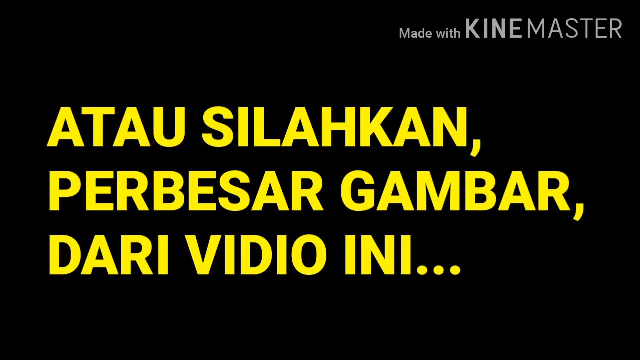 Made with KINEMASTER
ATAU SILAHKAN,
PERBESAR GAMBAR,
DARI VIDIO INI...